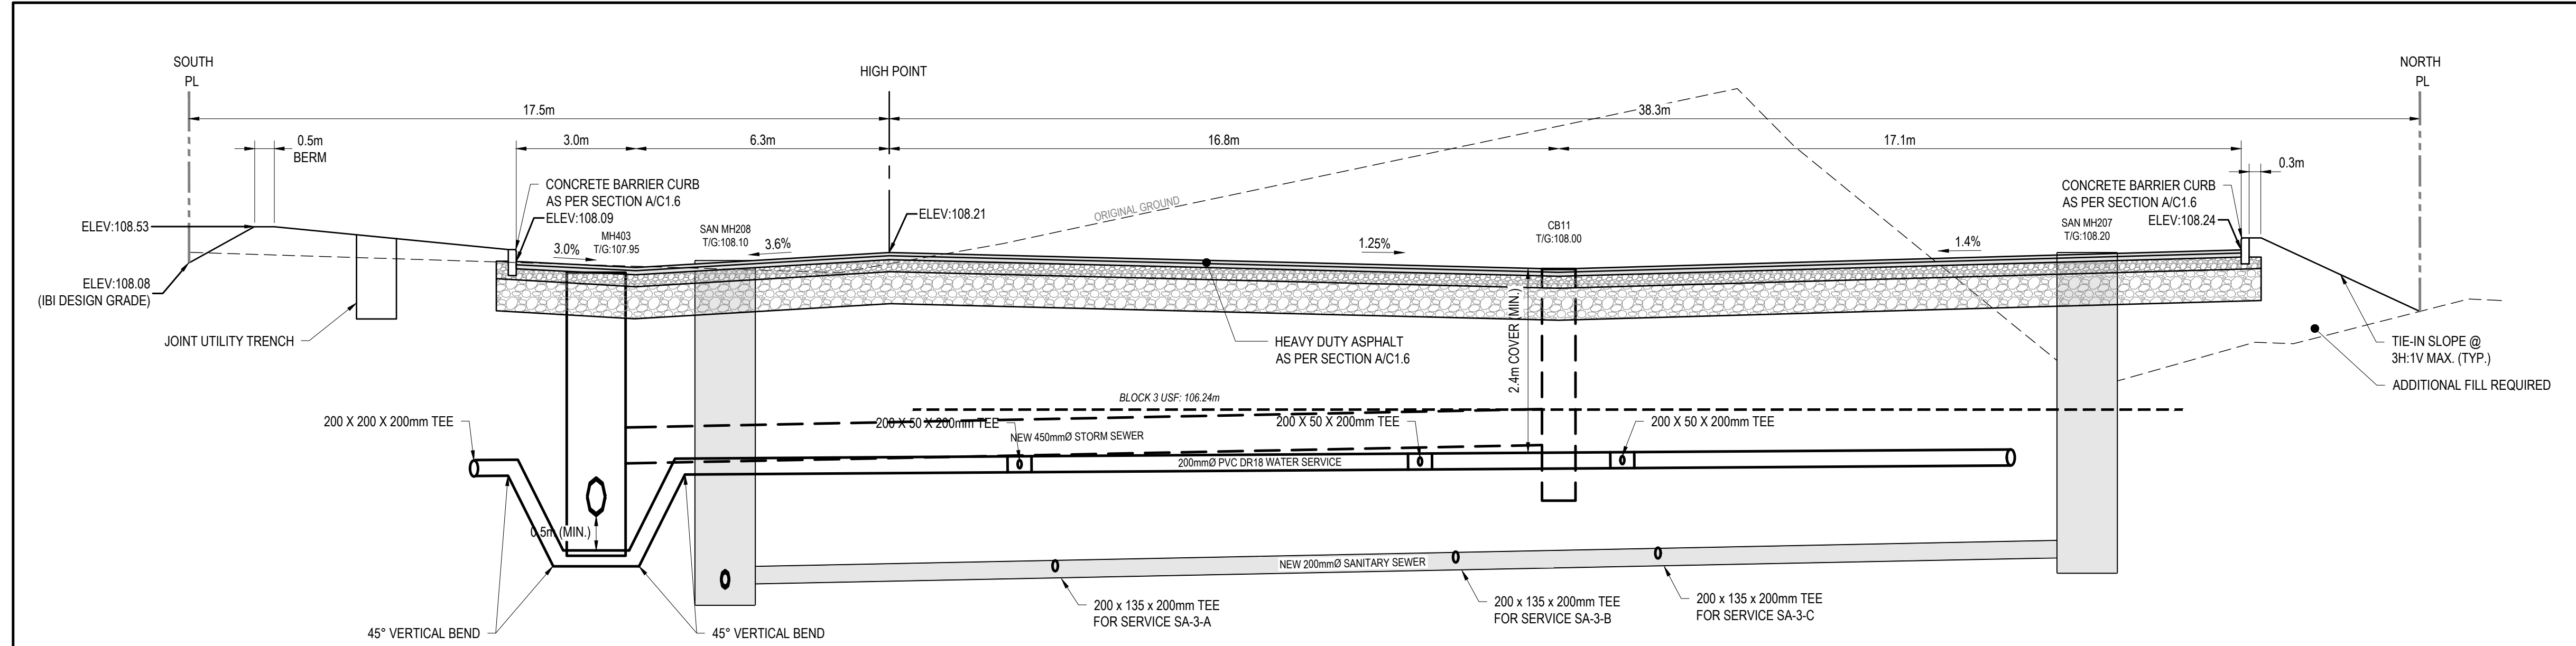 SOUTH
PL
HIGH POINT
NORTH
PL
17.5m
38.3m
0.5m
BERM
3.0m
6.3m
16.8m
17.1m
0.3m
CONCRETE BARRIER CURB
AS PER SECTION A/C1.6
ELEV:108.09
CONCRETE BARRIER CURB
AS PER SECTION A/C1.6
ELEV:108.24
ORIGINAL GROUND
ELEV:108.53
ELEV:108.21
SAN MH208
T/G:108.10
MH403
T/G:107.95
CB11
T/G:108.00
SAN MH207
T/G:108.20
3.0%
3.6%
1.25%
1.4%
ELEV:108.08
(IBI DESIGN GRADE)
JOINT UTILITY TRENCH
HEAVY DUTY ASPHALT
AS PER SECTION A/C1.6
2.4m COVER (MIN.)
TIE-IN SLOPE @
3H:1V MAX. (TYP.)
ADDITIONAL FILL REQUIRED
BLOCK 3 USF: 106.24m
200 X 200 X 200mm TEE
200 X 50 X 200mm TEE
200 X 50 X 200mm TEE
200 X 50 X 200mm TEE
NEW 450mmØ STORM SEWER
200mmØ PVC DR18 WATER SERVICE
0.5m (MIN.)
NEW 200mmØ SANITARY SEWER
200 x 135 x 200mm TEE
FOR SERVICE SA-3-A
200 x 135 x 200mm TEE
FOR SERVICE SA-3-B
200 x 135 x 200mm TEE
FOR SERVICE SA-3-C
45° VERTICAL BEND
45° VERTICAL BEND